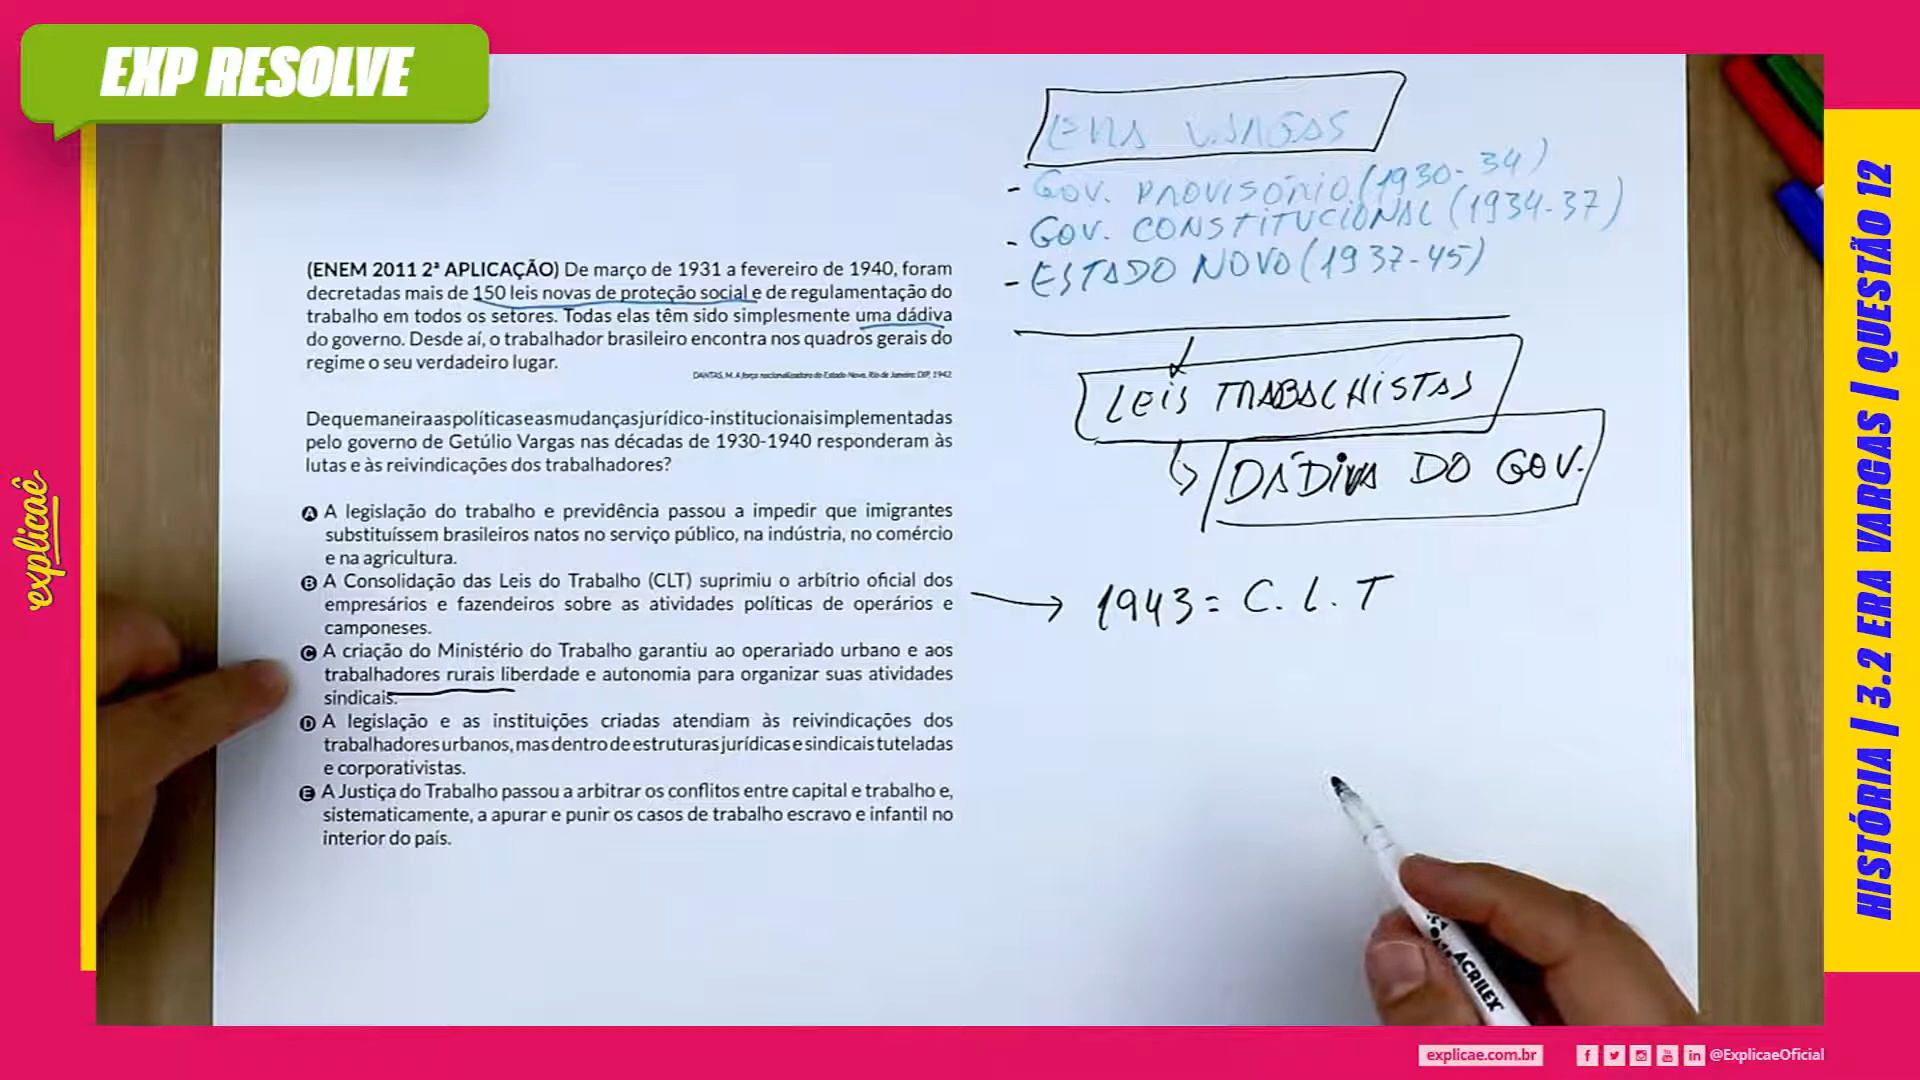 EXP RESOLVE
ERA VARGAS
- GOV. PROVISÓRIO (1930-34)
- GOV. CONSTITUCIONAL (1934-37)
- ESTADO NOVO (1937-45)
(ENEM 2011 2ª APLICAÇÃO) De março de 1931 a fevereiro de 1940, foram
decretadas mais de 150 leis novas de proteção social e de regulamentação do
trabalho em todos os setores. Todas elas têm sido simplesmente uma dádiva
do governo. Desde aí, o trabalhador brasileiro encontra nos quadros gerais do
regime o seu verdadeiro lugar.
DANTAS, M. A força nacionalizadora do Estado Novo. Rio de Janeiro: DIP, 1942.
LEIS TRABALHISTAS
DÁDIVA DO GOV.
De que maneira as políticas e as mudanças jurídico-institucionais implementadas
pelo governo de Getúlio Vargas nas décadas de 1930-1940 responderam às
lutas e às reivindicações dos trabalhadores?
A A legislação do trabalho e previdência passou a impedir que imigrantes
substituíssem brasileiros natos no serviço público, na indústria, no comércio
e na agricultura.
B A Consolidação das Leis do Trabalho (CLT) suprimiu o arbítrio oficial dos
empresários e fazendeiros sobre as atividades políticas de operários e
camponeses.
1943 = C. L. T
C A criação do Ministério do Trabalho garantiu ao operariado urbano e aos
trabalhadores rurais liberdade e autonomia para organizar suas atividades
sindicais.
D A legislação e as instituições criadas atendiam às reivindicações dos
trabalhadores urbanos, mas dentro de estruturas jurídicas e sindicais tuteladas
e corporativistas.
E A Justiça do Trabalho passou a arbitrar os conflitos entre capital e trabalho e,
sistematicamente, a apurar e punir os casos de trabalho escravo e infantil no
interior do país.
ACRILEX
explicaê
HISTÓRIA | 3.2 ERA VARGAS | QUESTÃO 12
explicae.com.br
@ExplicaeOficial